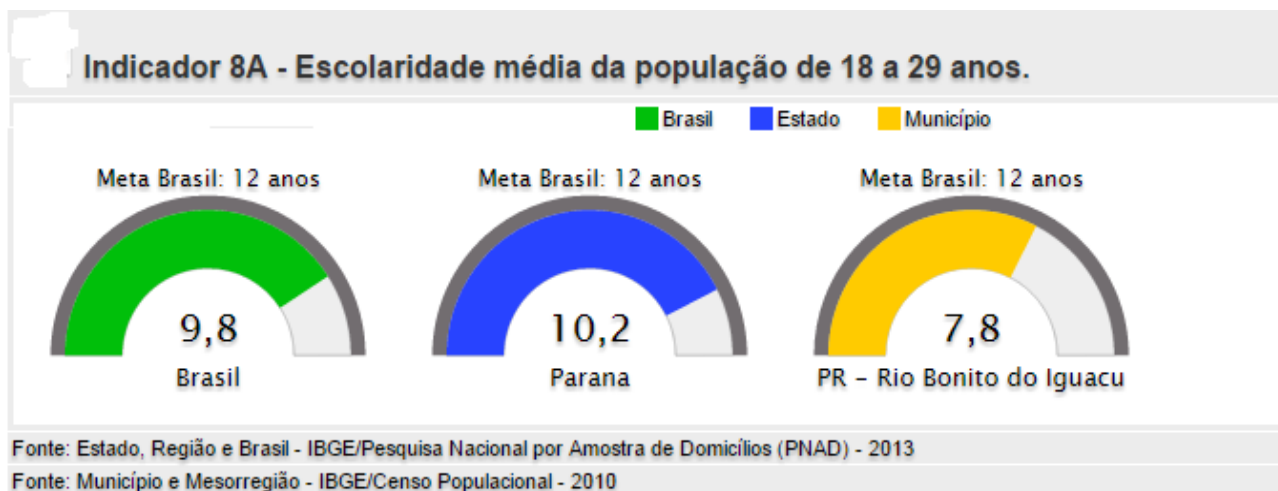 Indicador 8A - Escolaridade média da população de 18 a 29 anos.
Brasil Estado Município
Meta Brasil: 12 anos Meta Brasil: 12 anos Meta Brasil: 12 anos
9,8 10,2 7,8
Brasil Parana PR - Rio Bonito do Iguacu
Fonte: Estado, Região e Brasil - IBGE/Pesquisa Nacional por Amostra de Domicílios (PNAD) - 2013
Fonte: Município e Mesorregião - IBGE/Censo Populacional - 2010